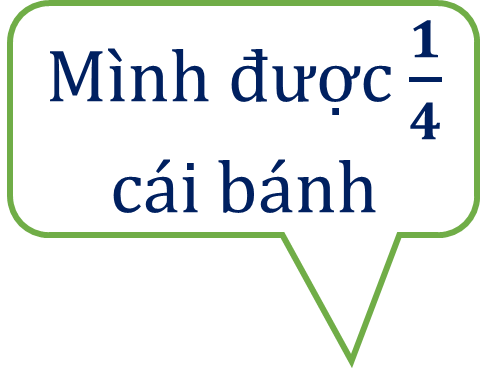 Mình được 1/4
cái bánh